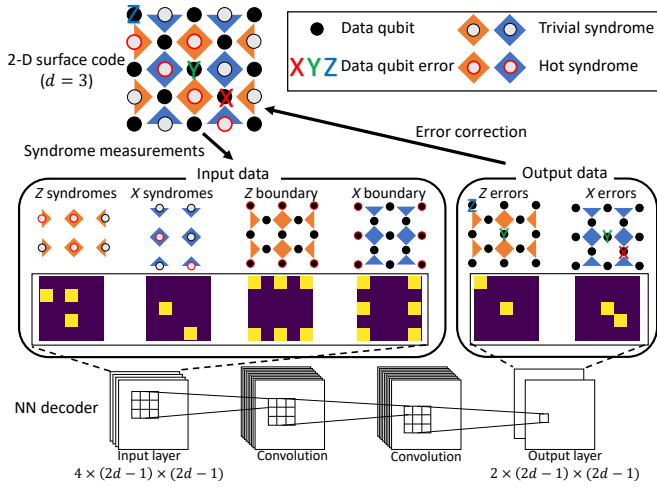 2-D surface code
(d = 3)
Z
Y
X
Data qubit
Trivial syndrome
X Y Z Data qubit error
Hot syndrome
Syndrome measurements
Error correction
Input data
Output data
Z syndromes
X syndromes
Z boundary
X boundary
Z errors
X errors
Z
Y
Y
X
NN decoder
Input layer
Convolution
Convolution
Output layer
4 × (2d − 1) × (2d − 1)
2 × (2d − 1) × (2d − 1)